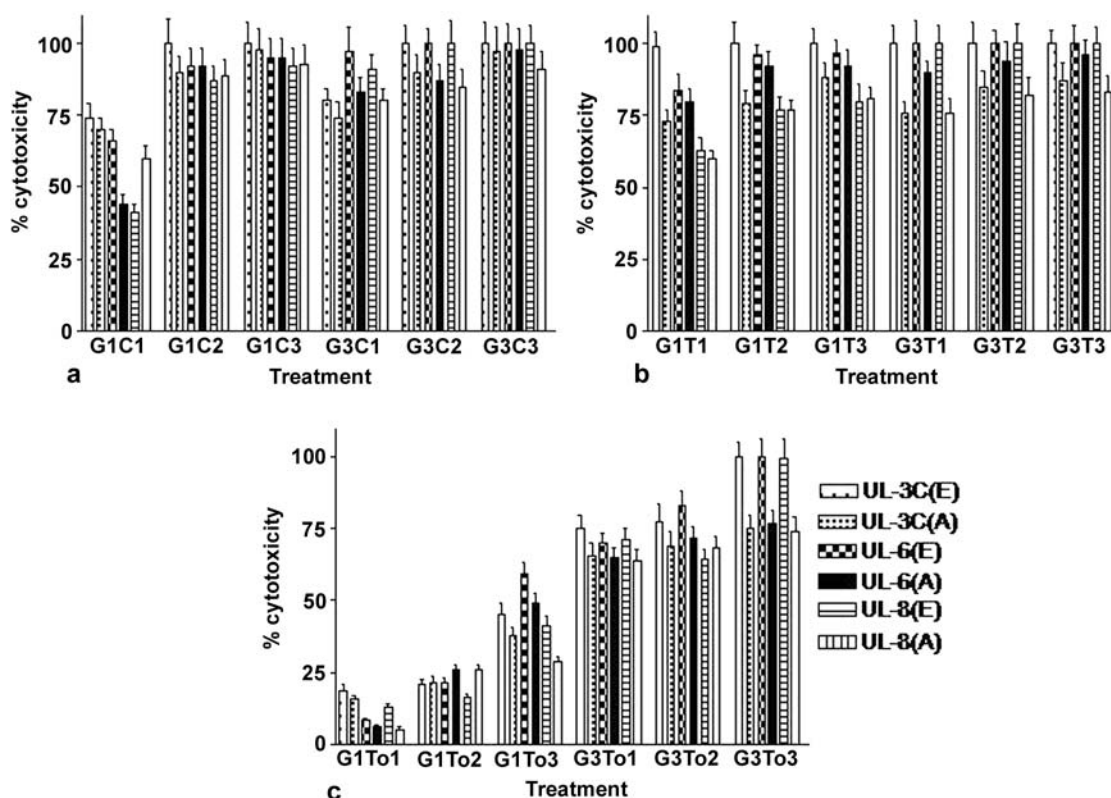 100
75
50
25
0
% cytotoxicity
G1C1 G1C2 G1C3 G3C1 G3C2 G3C3
a Treatment
100
75
50
25
0
% cytotoxicity
G1T1 G1T2 G1T3 G3T1 G3T2 G3T3
b Treatment
100
75
50
25
0
% cytotoxicity
G1To1 G1To2 G1To3 G3To1 G3To2 G3To3
c Treatment
UL-3C(E)
UL-3C(A)
UL-6(E)
UL-6(A)
UL-8(E)
UL-8(A)